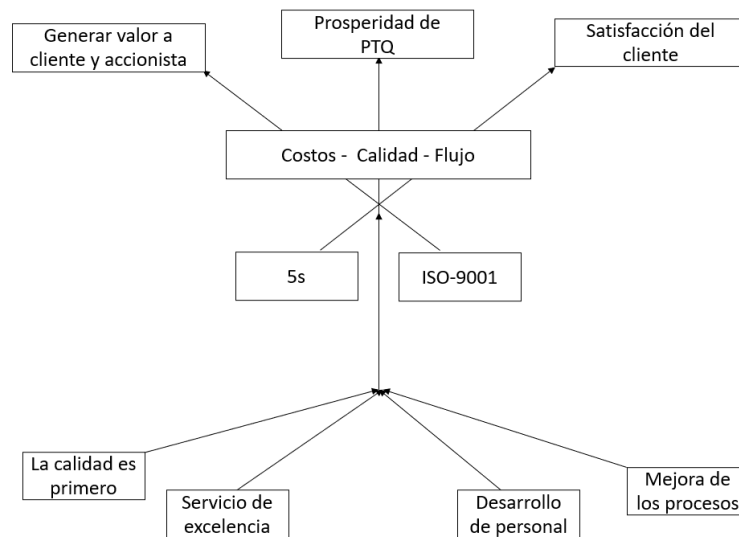 Generar valor a
cliente y accionista
Prosperidad de
PTQ
Satisfacción del
cliente
Costos - Calidad - Flujo
5s
ISO-9001
La calidad es
primero
Servicio de
excelencia
Desarrollo
de personal
Mejora de
los procesos